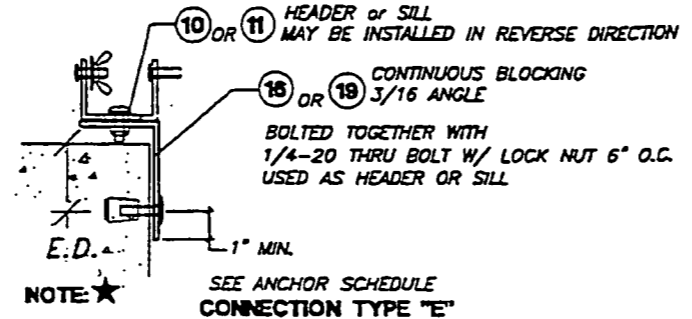 10 OR 11 HEADER or SILL
MAY BE INSTALLED IN REVERSE DIRECTION
18 OR 19 CONTINUOUS BLOCKING
3/16 ANGLE
BOLTED TOGETHER WITH
1/4-20 THRU BOLT W/ LOCK NUT 6" O.C.
USED AS HEADER OR SILL
E.D.
1" MIN.
NOTE: ★
SEE ANCHOR SCHEDULE
CONNECTION TYPE "E"